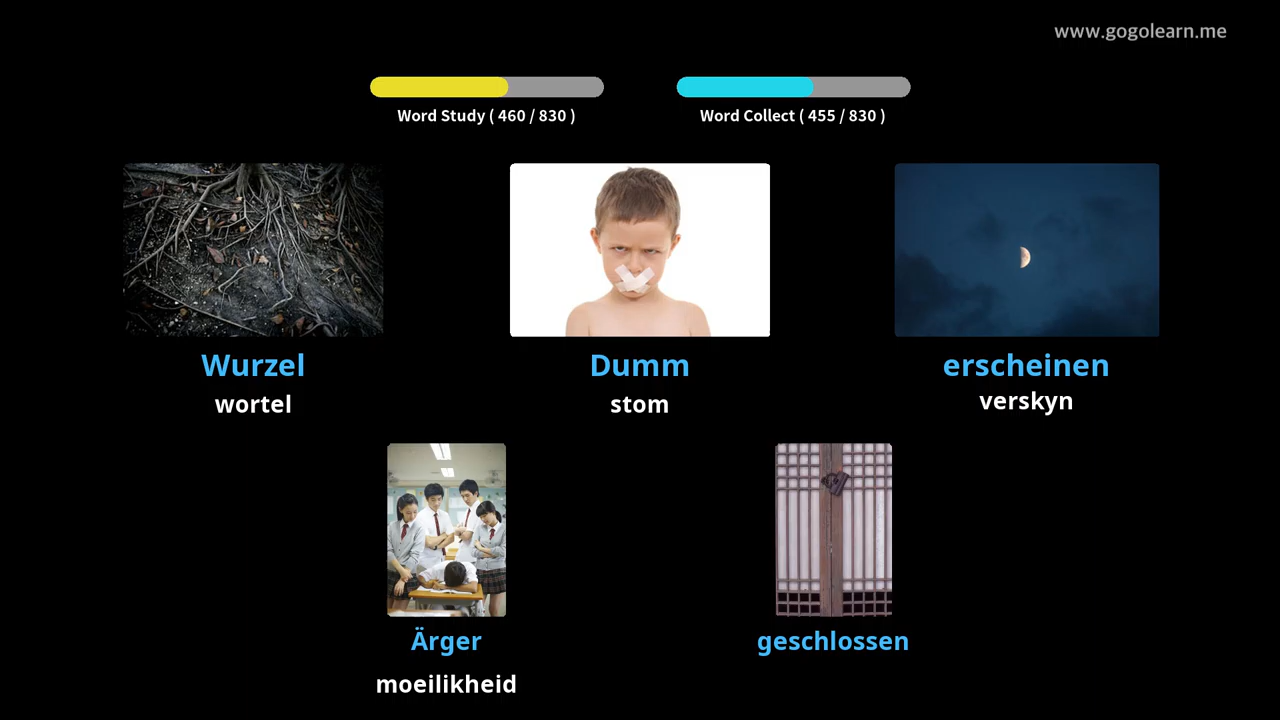 www.gogolearn.me
Word Study ( 460 / 830 )
Word Collect ( 455 / 830 )
Wurzel
wortel
Dumm
stom
erscheinen
verskyn
Ärger
moeilikheid
geschlossen